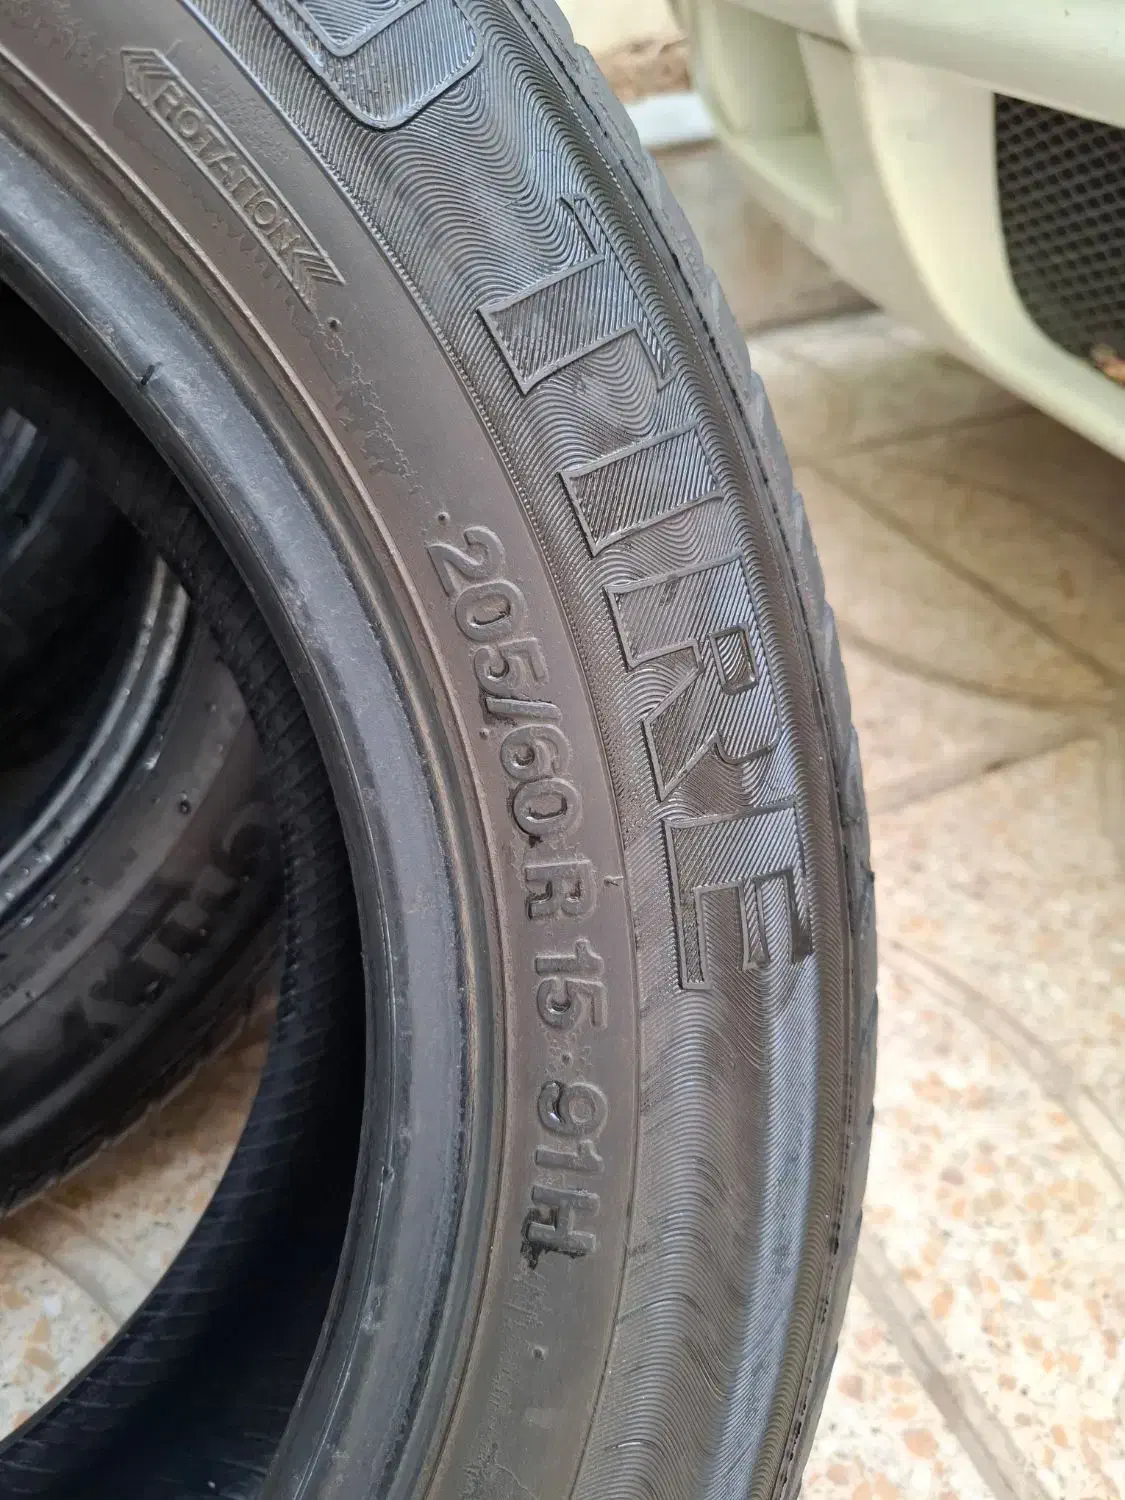 ROTATION
TIRE
205/60 R 15 91H